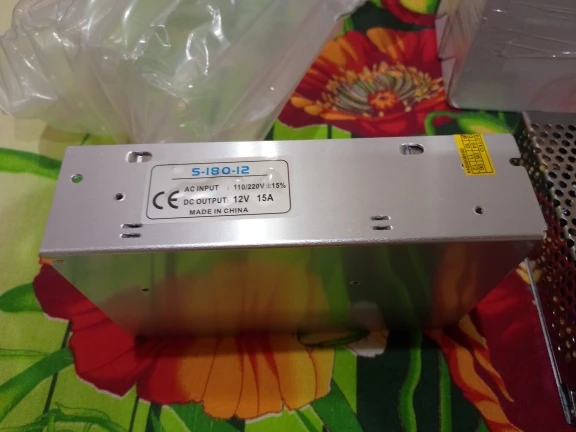 S-180-12
AC INPUT : 110/220V ±15%
CE DC OUTPUT: 12V 15A
MADE IN CHINA